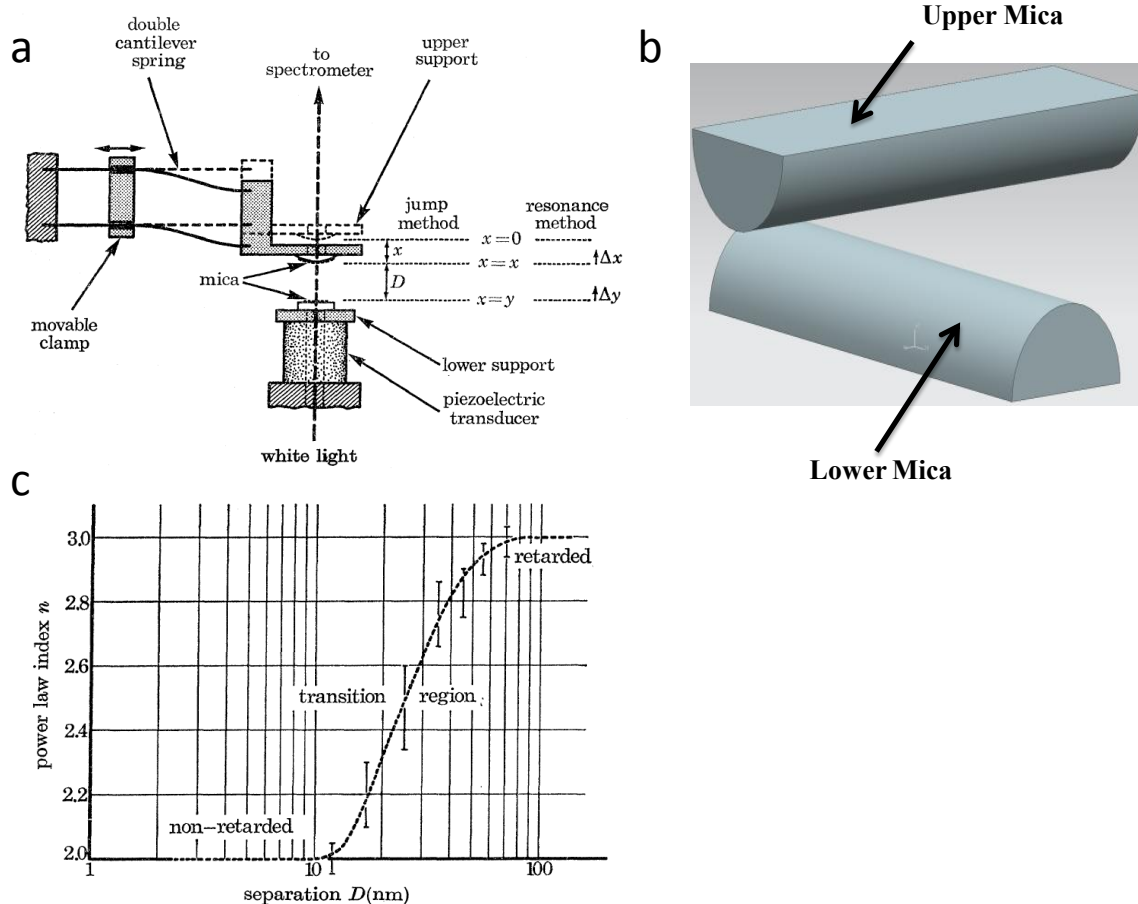 a
double
cantilever
spring
to
spectrometer
upper
support
jump
method
resonance
method
x=0
x
x=x
Δx
mica
D
x=y
Δy
movable
clamp
lower support
piezoelectric
transducer
white light
b
Upper Mica
Lower Mica
c
3.0
2.8
2.6
2.4
2.2
2.0
power law index n
retarded
transition region
non–retarded
1
10
100
separation D(nm)